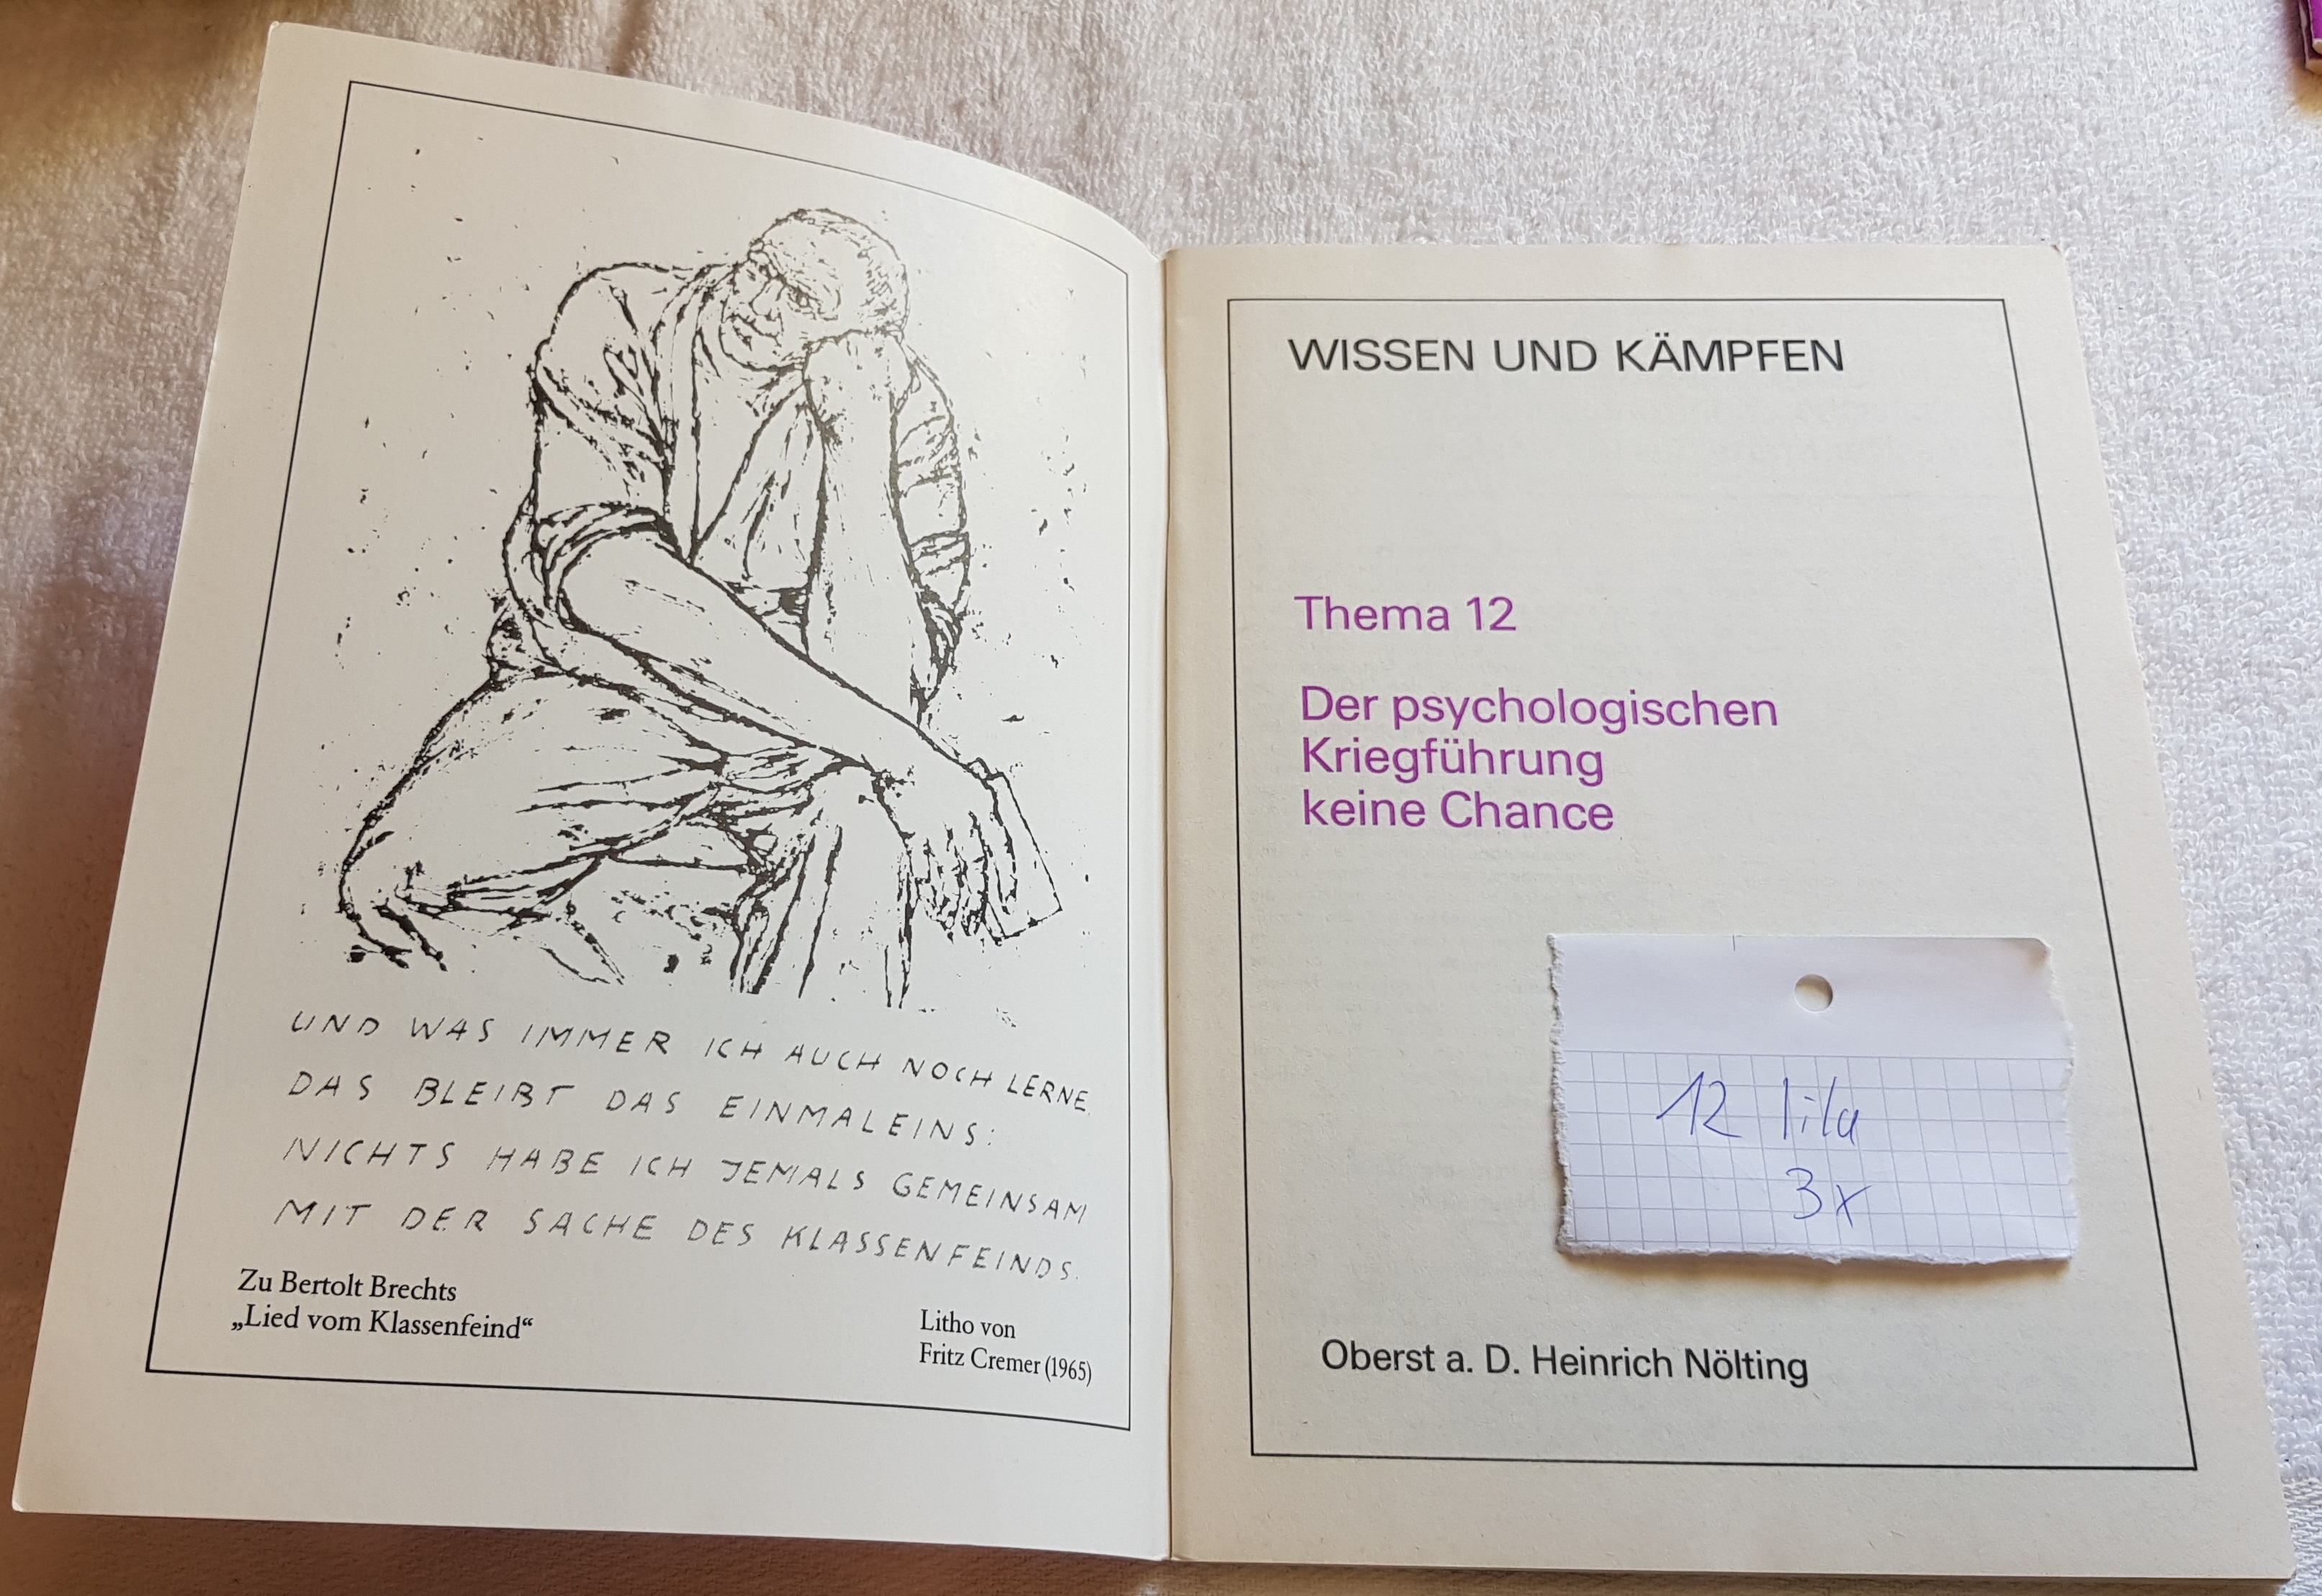 UND WAS IMMER ICH AUCH NOCH LERNE,
DAS BLEIBT DAS EINMALEINS:
NICHTS HABE ICH JEMALS GEMEINSAM
MIT DER SACHE DES KLASSENFEINDS.
Zu Bertolt Brechts
„Lied vom Klassenfeind“
Litho von
Fritz Cremer (1965)
WISSEN UND KÄMPFEN
Thema 12
Der psychologischen
Kriegführung
keine Chance
12 lila
3x
Oberst a. D. Heinrich Nölting